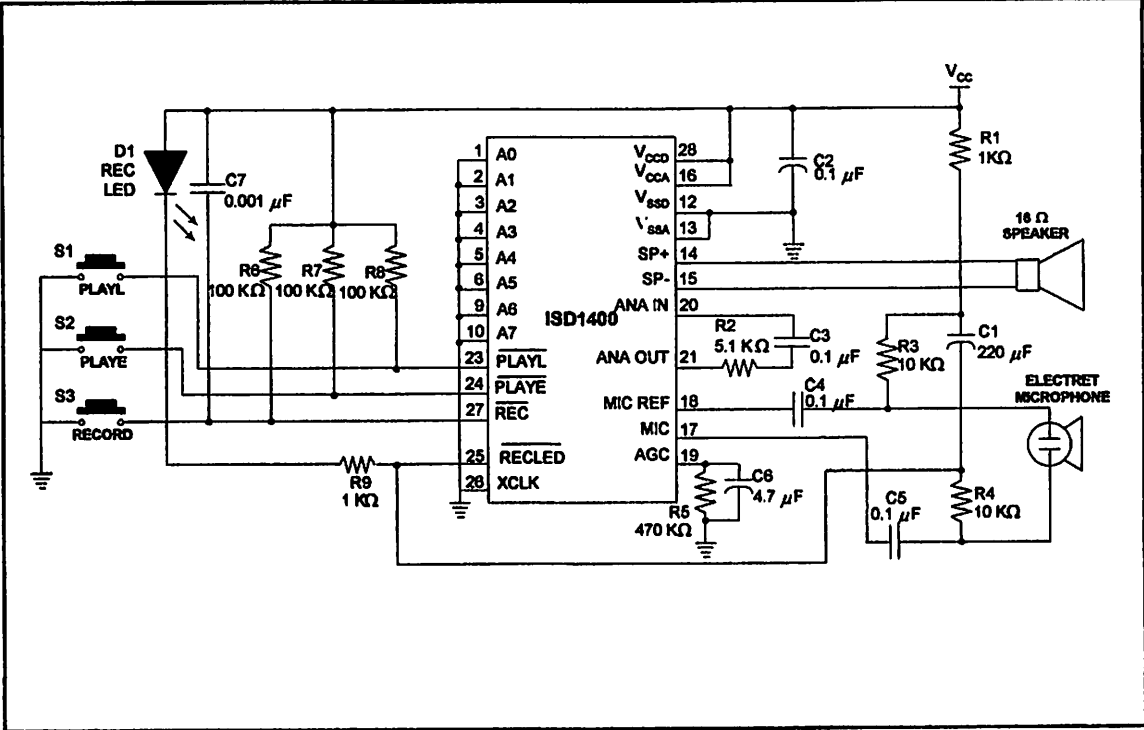 V_CC
D1
REC
LED
C7
0.001 μF
R1
1KΩ
C2
0.1 μF
16 Ω
SPEAKER
S1
PLAYL
S2
PLAYE
S3
RECORD
R6
100 KΩ
R7
100 KΩ
R8
100 KΩ
ISD1400
1 A0
2 A1
3 A2
4 A3
5 A4
6 A5
9 A6
10 A7
23 PLAYL
24 PLAYE
27 REC
25 RECLED
26 XCLK
V_CCD 28
V_CCA 16
V_SSD 12
V_SSA 13
SP+ 14
SP- 15
ANA IN 20
ANA OUT 21
MIC REF 18
MIC 17
AGC 19
R2
5.1 KΩ
C3
0.1 μF
R3
10 KΩ
C1
220 μF
C4
0.1 μF
ELECTRET
MICROPHONE
R9
1 KΩ
C6
4.7 μF
R5
470 KΩ
C5
0.1 μF
R4
10 KΩ